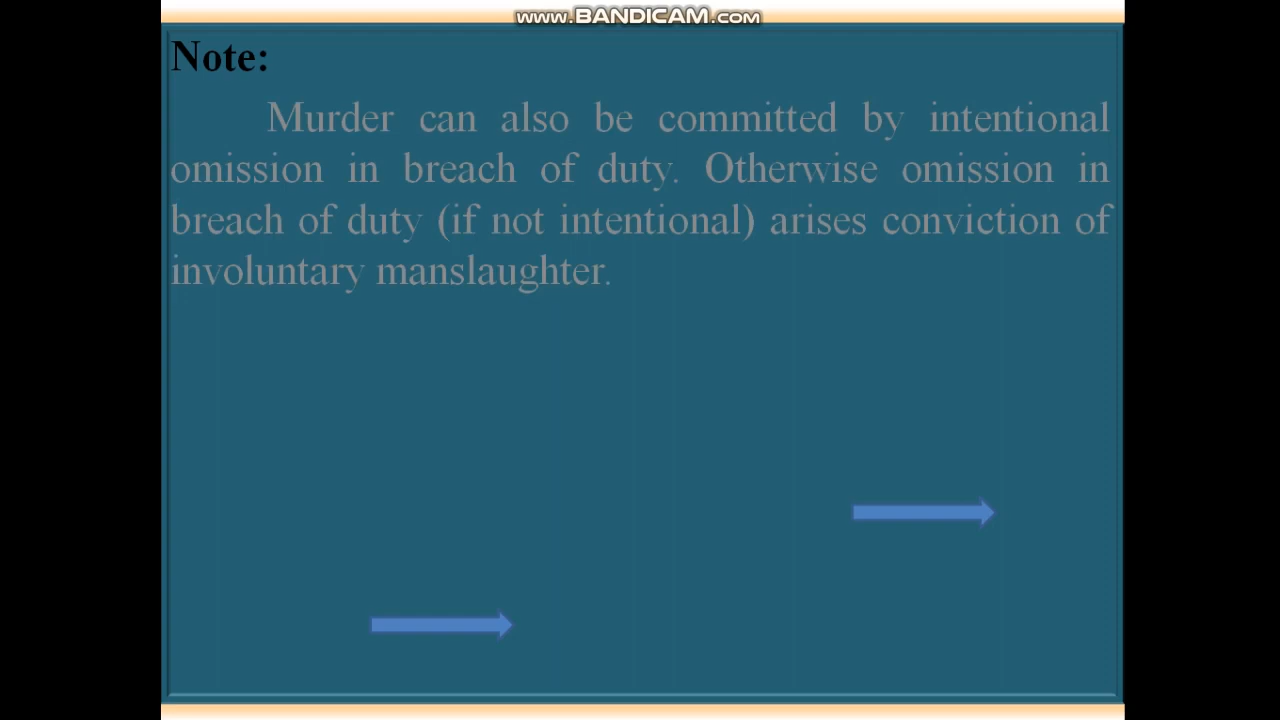 www.BANDICAM.com
Note:
Murder can also be committed by intentional
omission in breach of duty. Otherwise omission in
breach of duty (if not intentional) arises conviction of
involuntary manslaughter.